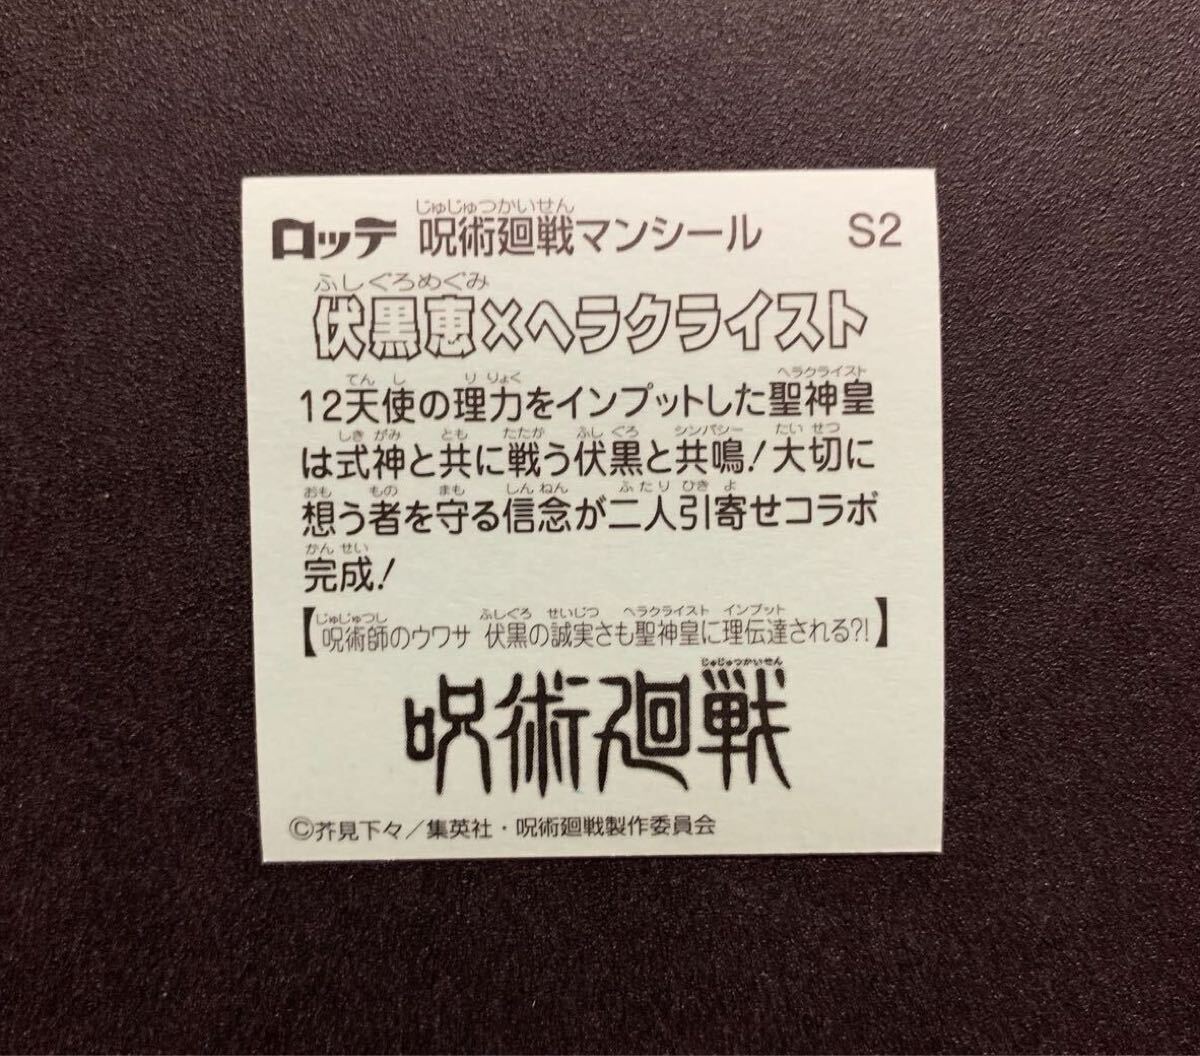 じゅじゅつかいせん
ロッテ 呪術廻戦マンシール S2
ふしぐろめぐみ
伏黒恵×ヘラクライスト
てんし りりょく ヘラクライスト
12天使の理力をインプットした聖神皇
しきがみ とも たたか ふしぐろ シンパシー たいせつ
は式神と共に戦う伏黒と共鳴!大切に
おも もの まも しんねん ふたり ひきよ
想う者を守る信念が二人引寄せコラボ
かんせい
完成!
じゅじゅつし ふしぐろ せいじつ ヘラクライスト インプット
【呪術師のウワサ 伏黒の誠実さも聖神皇に理伝達される?!】
じゅじゅつかいせん
呪術廻戦
©芥見下々/集英社・呪術廻戦製作委員会